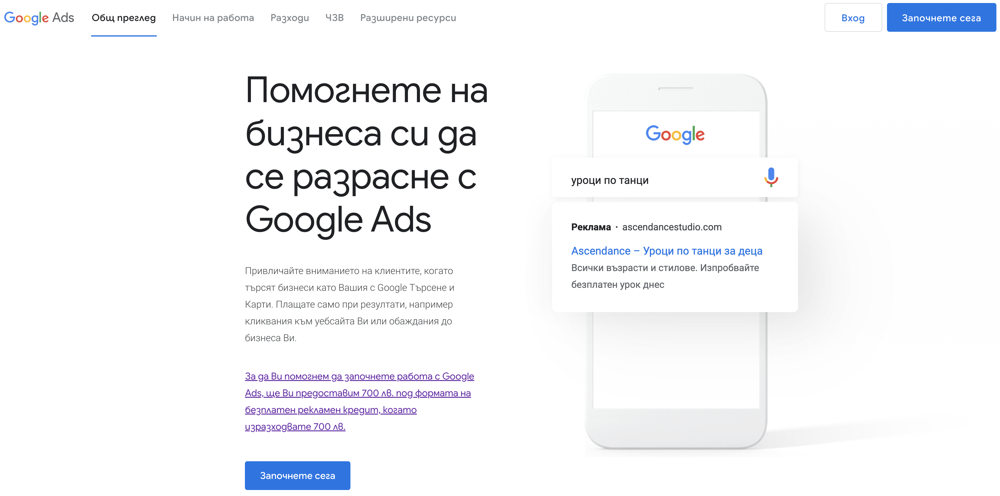 Google Ads
Общ преглед
Начин на работа
Разходи
ЧЗВ
Разширени ресурси
Вход
Започнете сега
Помогнете на
бизнеса си да
се разрасне с
Google Ads
Привличайте вниманието на клиентите, когато
търсят бизнеси като Вашия с Google Търсене и
Карти. Плащате само при резултати, например
кликвания към уебсайта Ви или обаждания до
бизнеса Ви.
За да Ви помогнем да започнете работа с Google
Ads, ще Ви предоставим 700 лв. под формата на
безплатен рекламен кредит, когато
изразходвате 700 лв.
Започнете сега
Google
уроци по танци
Реклама · ascendancestudio.com
Ascendance – Уроци по танци за деца
Всички възрасти и стилове. Изпробвайте
безплатен урок днес